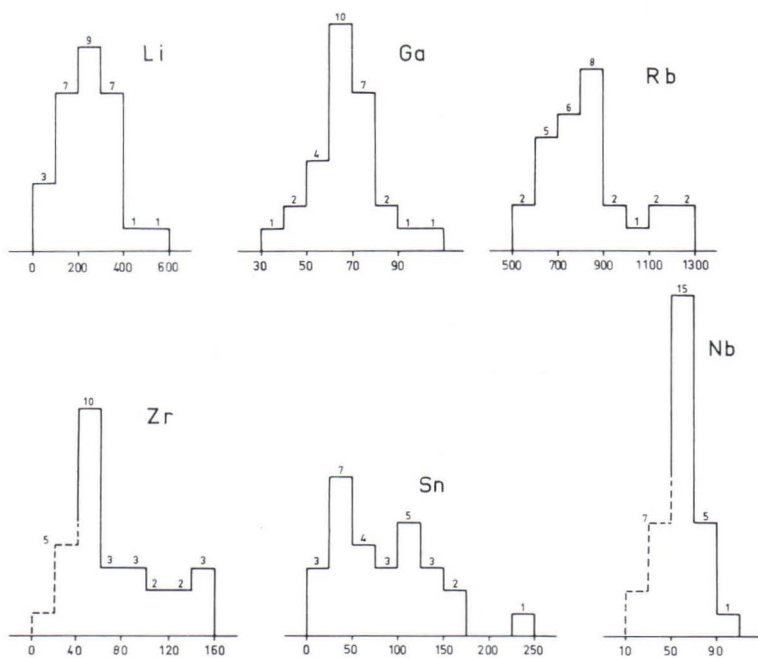 Li
3 7 9 7 1 1
0 200 400 600
Ga
1 2 4 10 7 2 1 1
30 50 70 90
Rb
2 5 6 8 2 1 2 2
500 700 900 1100 1300
Zr
5 10 3 3 2 2 3
0 40 80 120 160
Sn
3 7 4 3 5 3 2 1
0 50 100 150 200 250
Nb
7 15 5 1
10 50 90